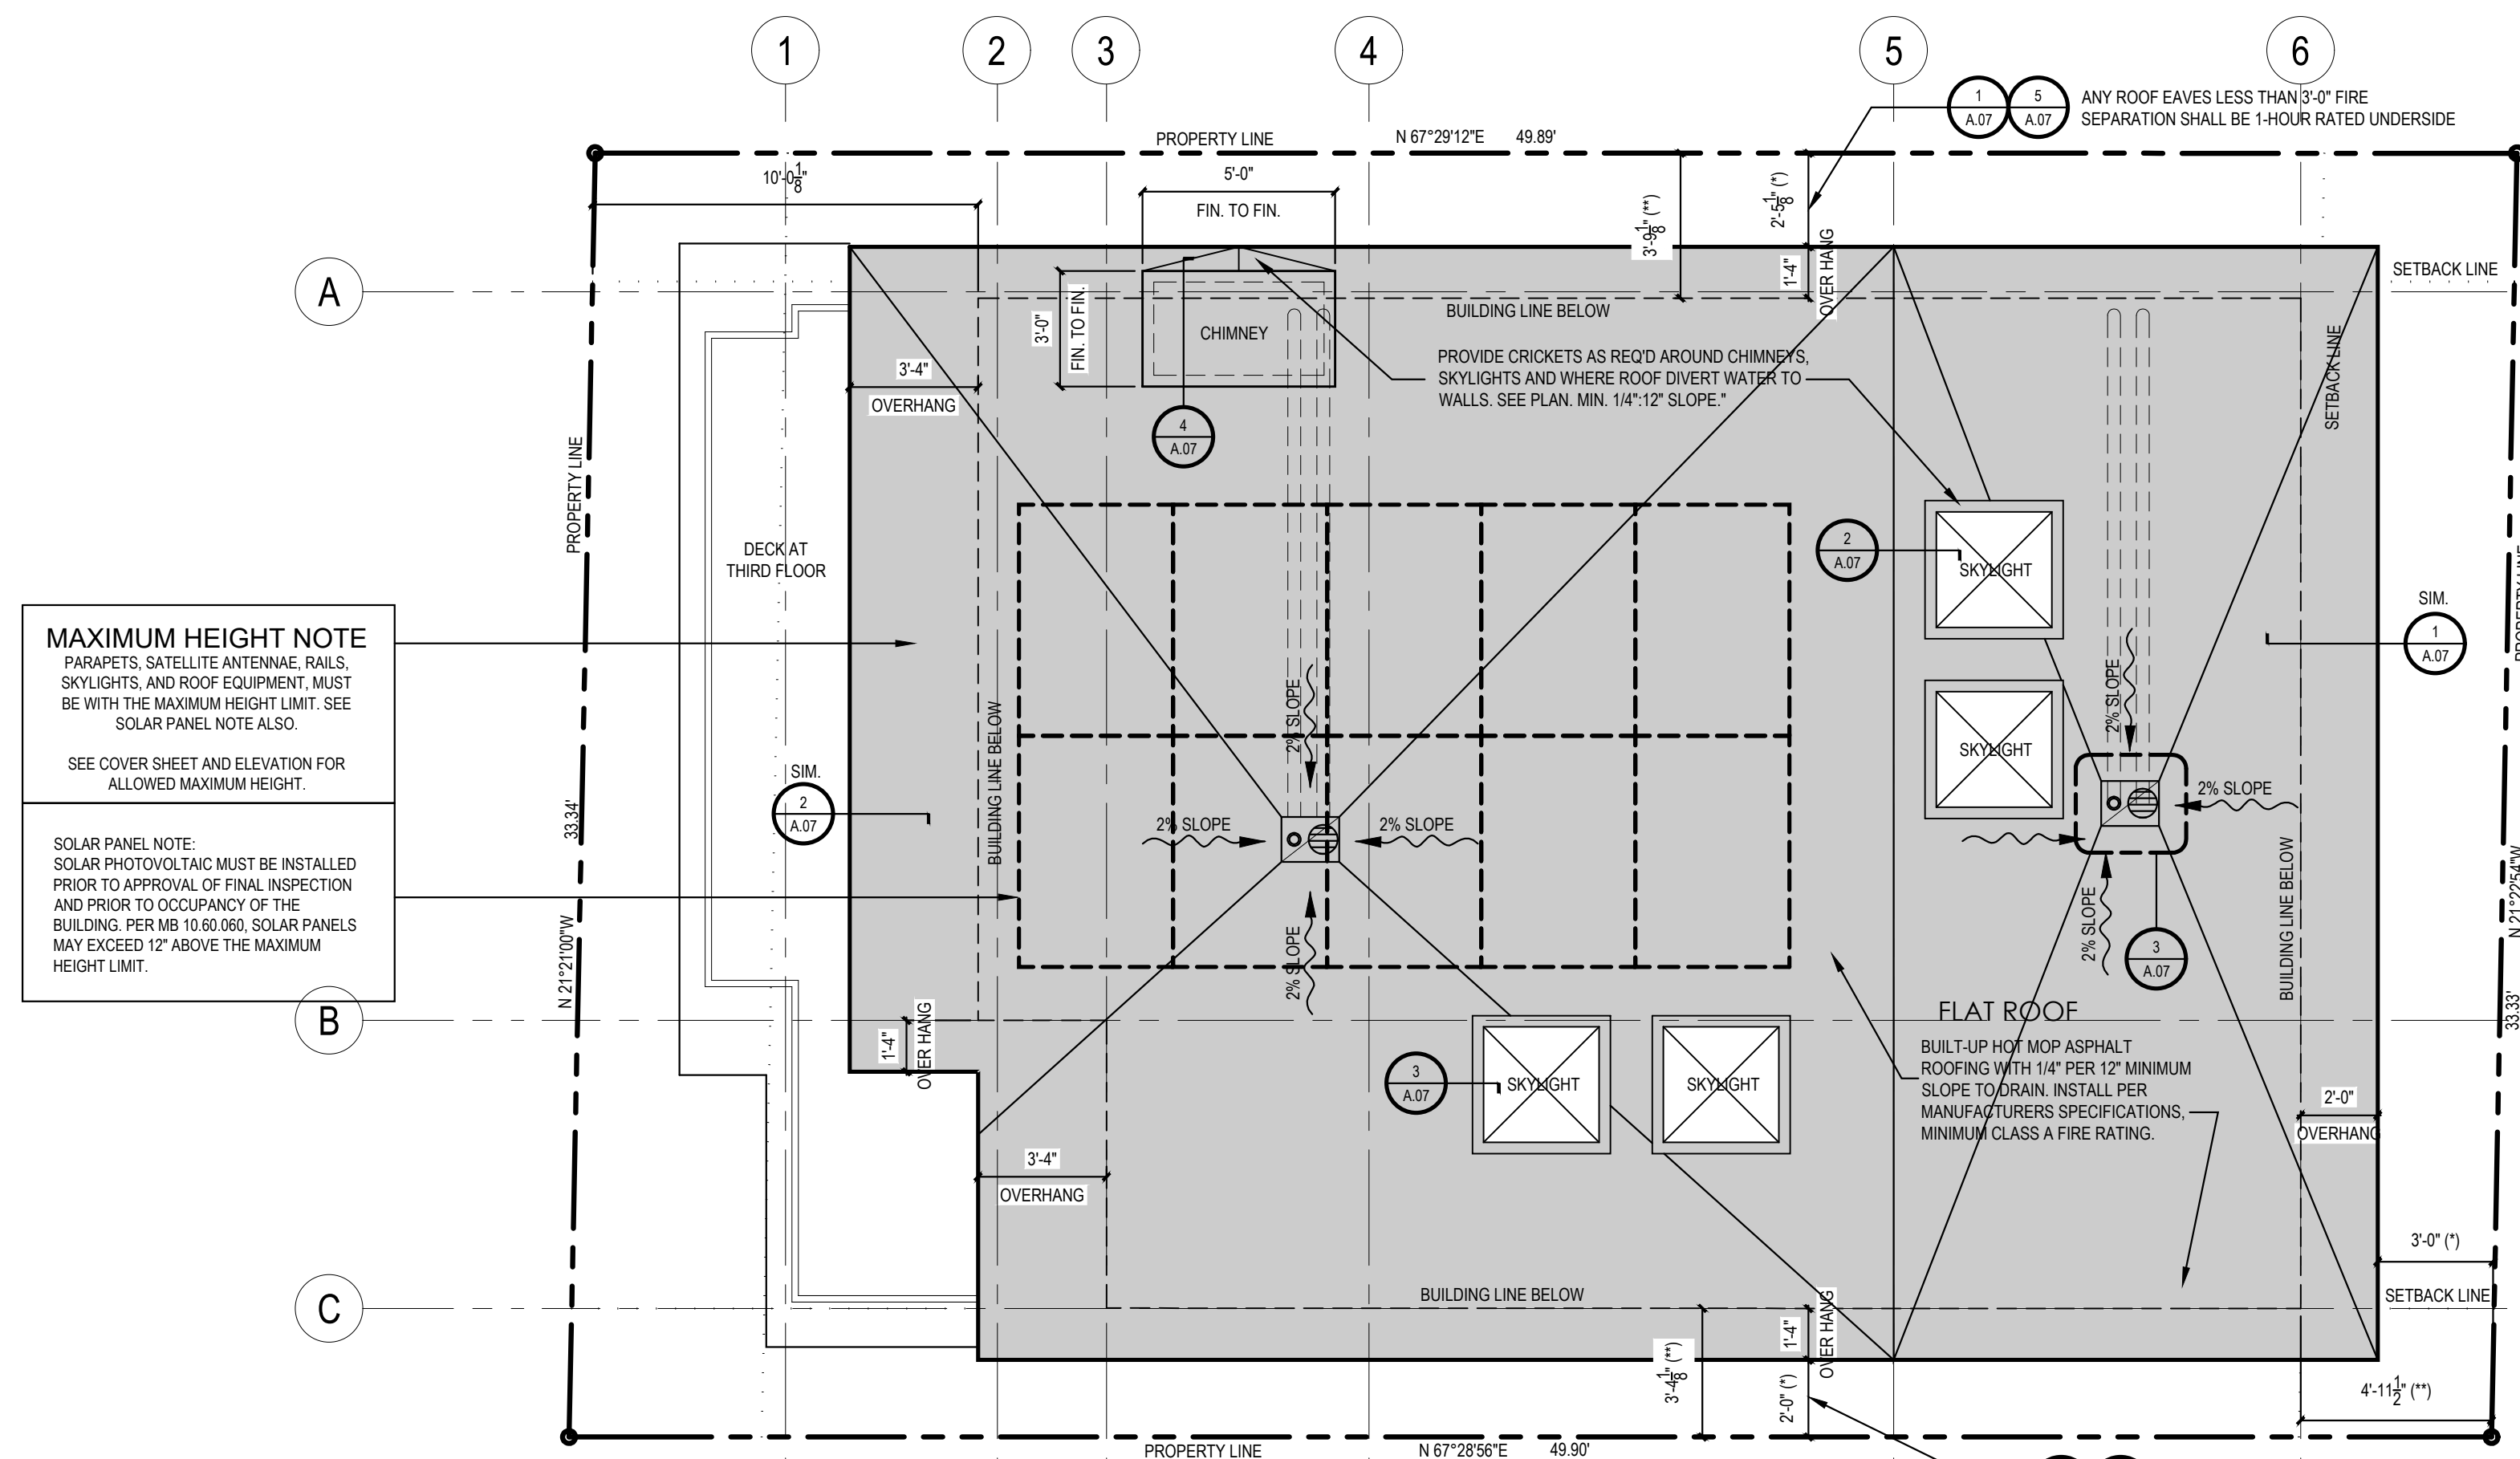 1
2
3
4
5
6
1
A.07
5
A.07
ANY ROOF EAVES LESS THAN 3'-0" FIRE
SEPARATION SHALL BE 1-HOUR RATED UNDERSIDE
PROPERTY LINE
N 67°29'12"E
49.89'
10'-0 1/8"
5'-0"
FIN. TO FIN.
3'-9 1/8" (**)
2'-5 1/8" (*)
1'-4"
OVER HANG
A
SETBACK LINE
SETBACK LINE
BUILDING LINE BELOW
3'-0"
FIN. TO FIN.
CHIMNEY
3'-4"
OVERHANG
PROVIDE CRICKETS AS REQ'D AROUND CHIMNEYS,
SKYLIGHTS AND WHERE ROOF DIVERT WATER TO
WALLS. SEE PLAN. MIN. 1/4":12" SLOPE."
4
A.07
PROPERTY LINE
DECK AT
THIRD FLOOR
2
A.07
SKYLIGHT
MAXIMUM HEIGHT NOTE
PARAPETS, SATELLITE ANTENNAE, RAILS,
SKYLIGHTS, AND ROOF EQUIPMENT, MUST
BE WITH THE MAXIMUM HEIGHT LIMIT. SEE
SOLAR PANEL NOTE ALSO.
SEE COVER SHEET AND ELEVATION FOR
ALLOWED MAXIMUM HEIGHT.
SOLAR PANEL NOTE:
SOLAR PHOTOVOLTAIC MUST BE INSTALLED
PRIOR TO APPROVAL OF FINAL INSPECTION
AND PRIOR TO OCCUPANCY OF THE
BUILDING. PER MB 10.60.060, SOLAR PANELS
MAY EXCEED 12" ABOVE THE MAXIMUM
HEIGHT LIMIT.
SIM.
1
A.07
PROPERTY LINE
2% SLOPE
2% SLOPE
SKYLIGHT
SIM.
2
A.07
BUILDING LINE BELOW
33.34'
N 21°21'00"W
2% SLOPE
2% SLOPE
2% SLOPE
2% SLOPE
2% SLOPE
3
A.07
BUILDING LINE BELOW
N 21°22'54"W
33.33'
B
1'-4"
OVER HANG
FLAT ROOF
BUILT-UP HOT MOP ASPHALT
ROOFING WITH 1/4" PER 12" MINIMUM
SLOPE TO DRAIN. INSTALL PER
MANUFACTURERS SPECIFICATIONS,
MINIMUM CLASS A FIRE RATING.
3
A.07
SKYLIGHT
SKYLIGHT
2'-0"
OVERHANG
3'-4"
OVERHANG
3'-0" (*)
SETBACK LINE
C
BUILDING LINE BELOW
1'-4"
OVER HANG
3'-4 1/8" (**)
2'-0" (*)
4'-11 1/2" (**)
PROPERTY LINE
N 67°28'56"E
49.90'